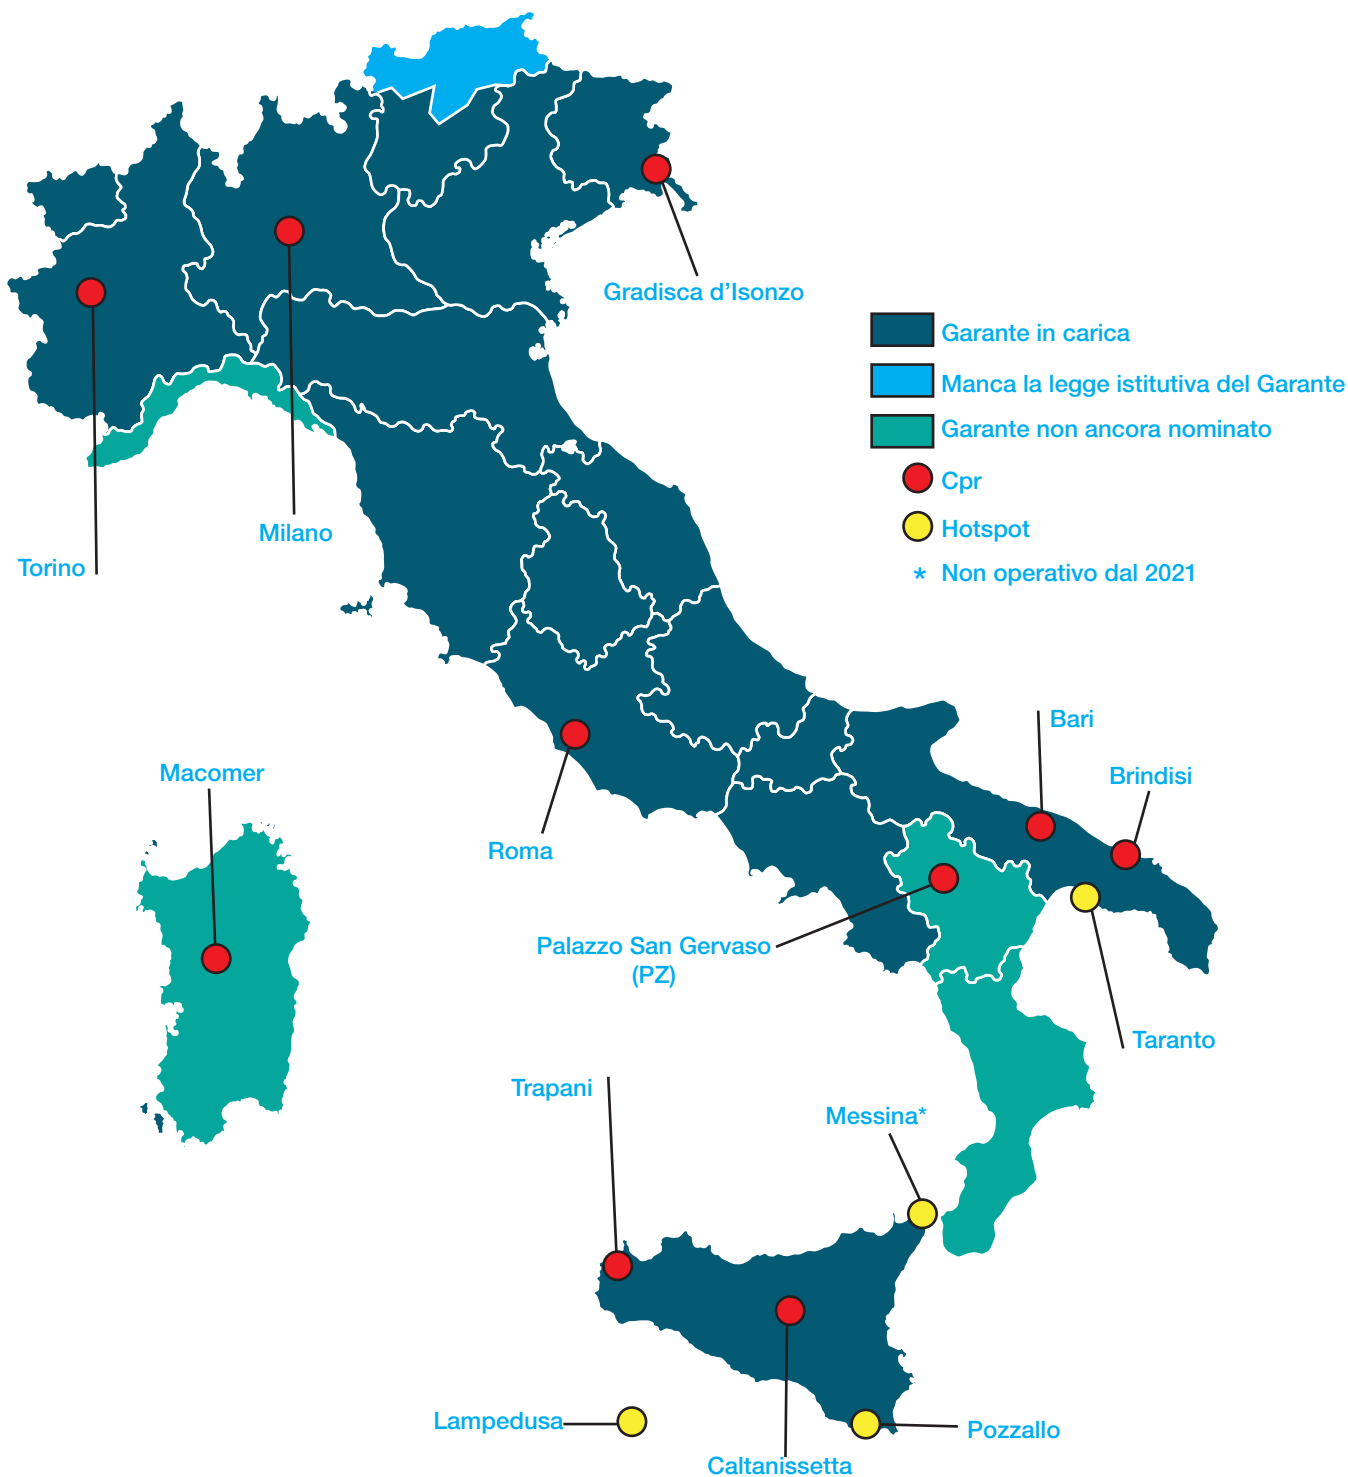 Gradisca d’Isonzo
Garante in carica
Manca la legge istitutiva del Garante
Garante non ancora nominato
Cpr
Hotspot
* Non operativo dal 2021
Milano
Torino
Bari
Macomer
Brindisi
Roma
Palazzo San Gervaso
(PZ)
Taranto
Trapani
Messina*
Lampedusa
Pozzallo
Caltanissetta